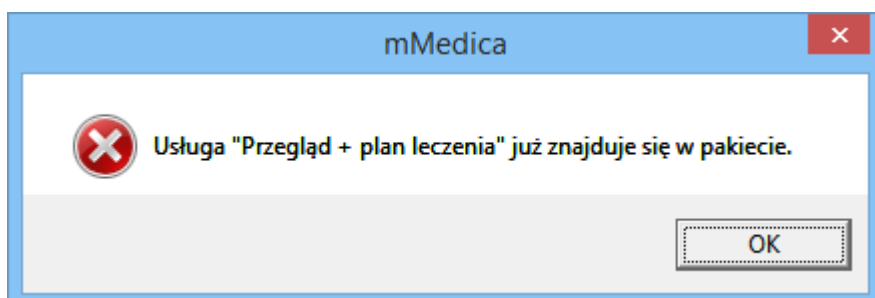 mMedica
Usługa "Przegląd + plan leczenia" już znajduje się w pakiecie.
OK